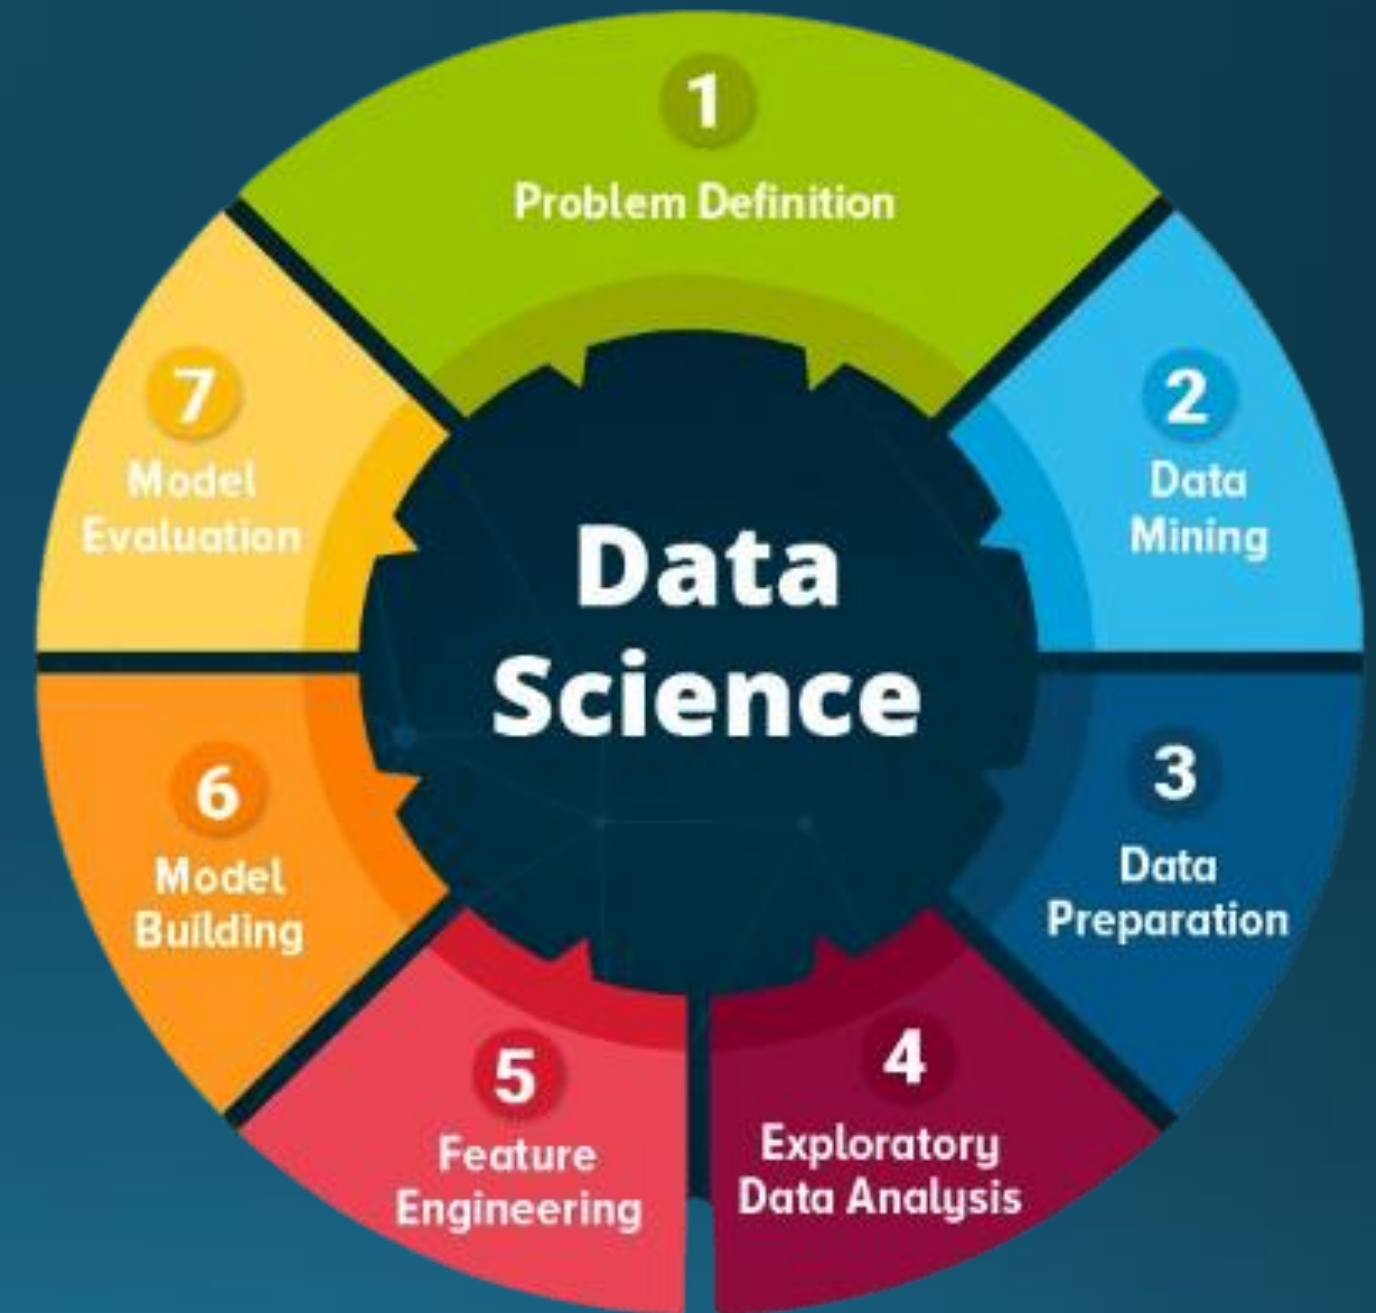 Data
Science
1
Problem Definition
2
Data
Mining
3
Data
Preparation
4
Exploratory
Data Analysis
5
Feature
Engineering
6
Model
Building
7
Model
Evaluation